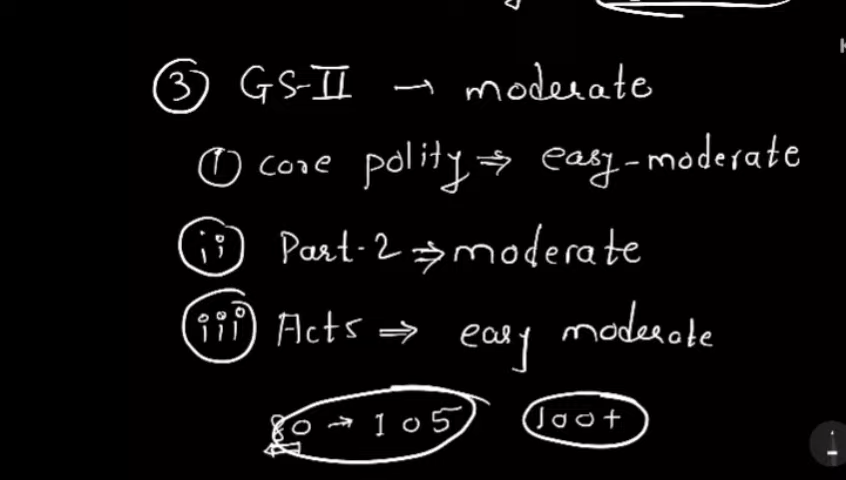 ③ GS-II → moderate
① core polity ⇒ easy-moderate
ii Part-2 ⇒ moderate
iii Acts ⇒ easy moderate
80 → 105 100+